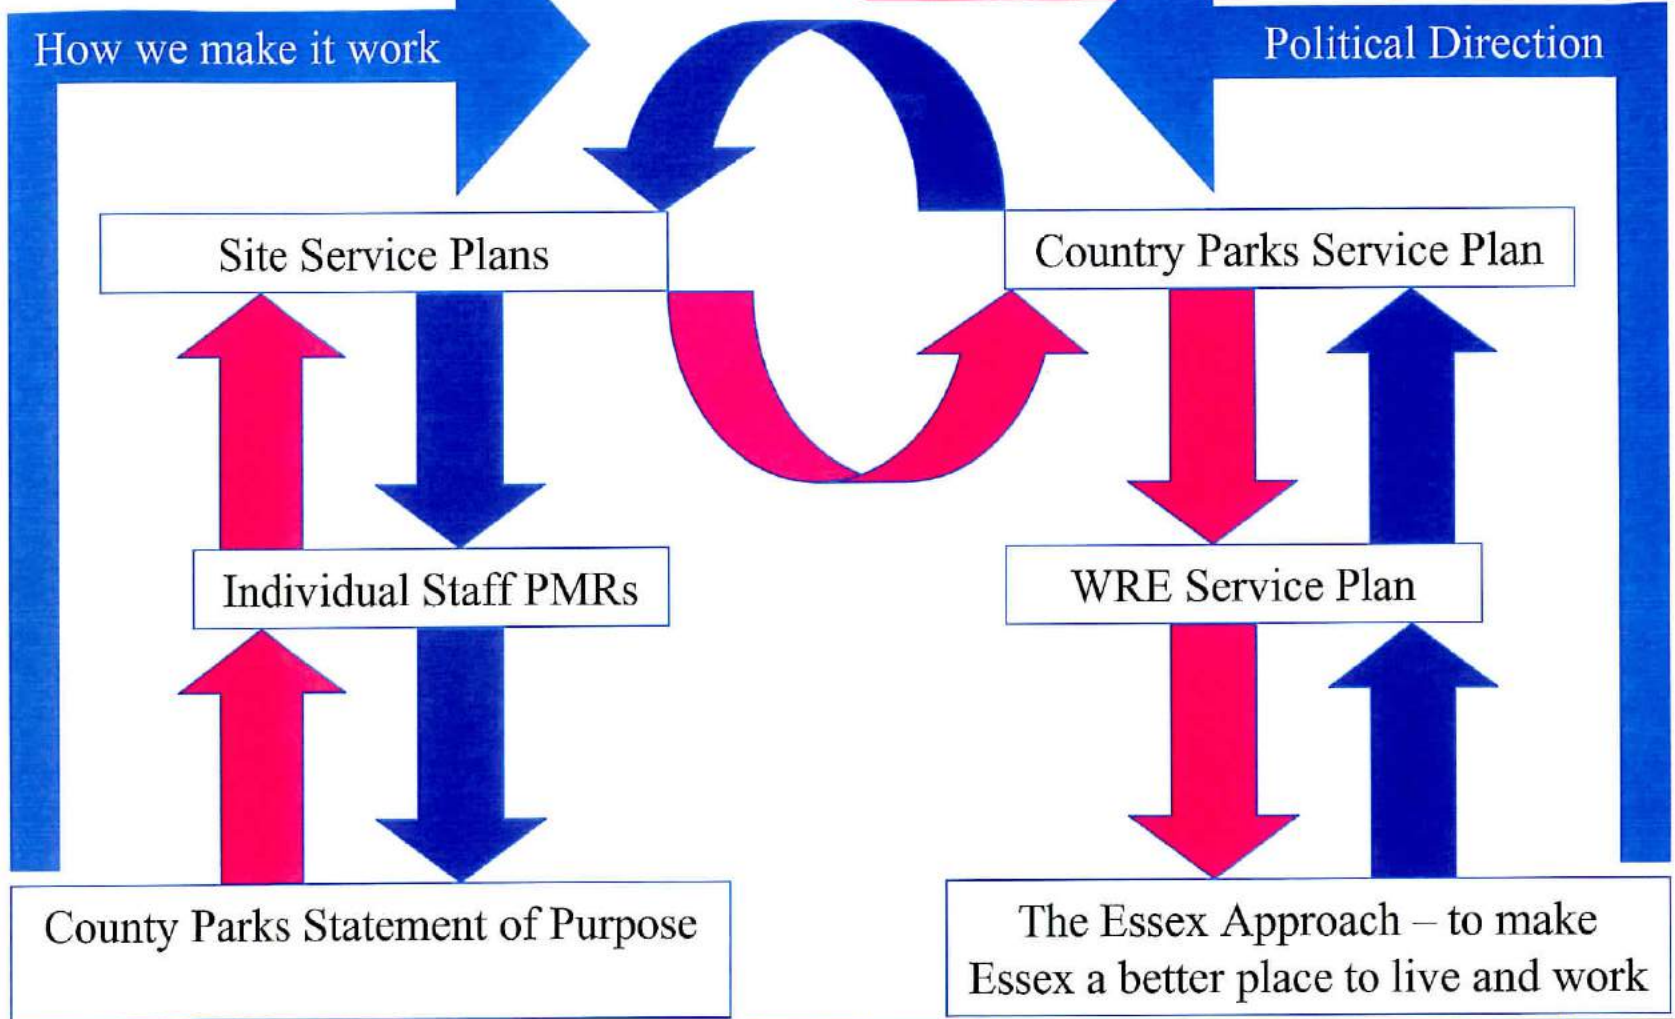 How we make it work
Political Direction
Site Service Plans
Country Parks Service Plan
Individual Staff PMRs
WRE Service Plan
County Parks Statement of Purpose
The Essex Approach – to make
Essex a better place to live and work